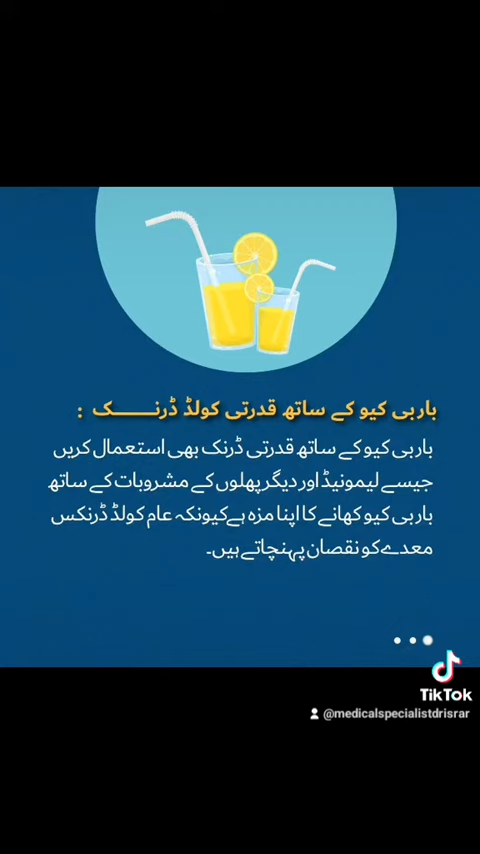 باربی کیو کے ساتھ قدرتی کولڈ ڈرنـــک :
باربی کیو کے ساتھ قدرتی ڈرنک بھی استعمال کریں
جیسے لیمونیڈ اور دیگر پھلوں کے مشروبات کے ساتھ
باربی کیو کھانے کا اپنا مزہ ہے کیونکہ عام کولڈ ڈرنکس
معدے کو نقصان پہنچاتے ہیں۔
TikTok
@medicalspecialistdrisrar